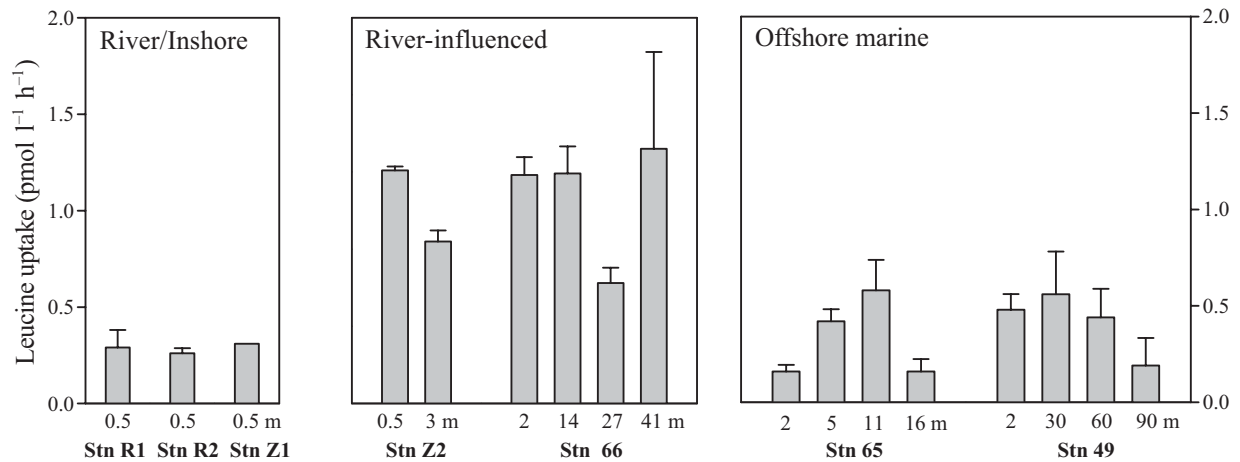 2.0
1.5
1.0
0.5
0.0
Leucine uptake (pmol l⁻¹ h⁻¹)
River/Inshore
0.5 0.5 0.5 m
Stn R1 Stn R2 Stn Z1
River-influenced
0.5 3 m 2 14 27 41 m
Stn Z2 Stn 66
Offshore marine
2 5 11 16 m 2 30 60 90 m
Stn 65 Stn 49
2.0
1.5
1.0
0.5
0.0